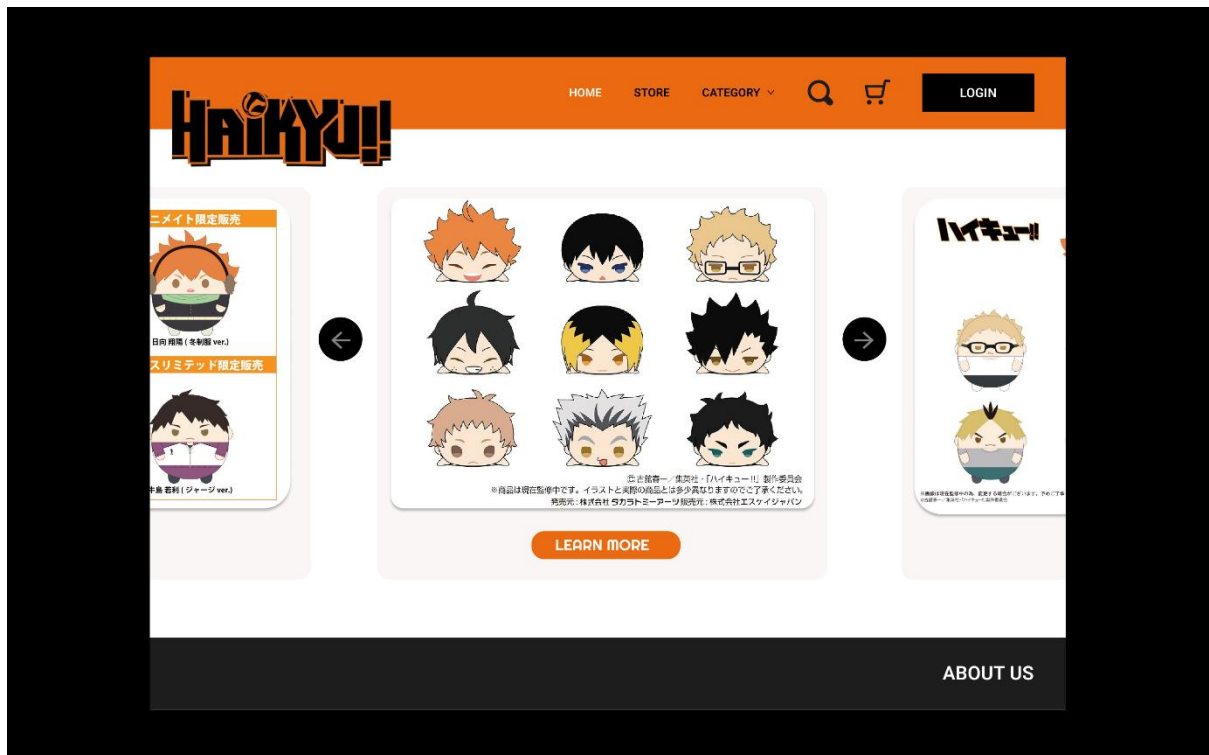 HAIKYU!!
HOME
STORE
CATEGORY
LOGIN
ニメイト限定販売
日向 翔陽 ( 冬制服 ver.)
スリミテッド限定販売
牛島 若利 ( ジャージ ver.)
©古舘春一／集英社・「ハイキュー!!」製作委員会
※商品は現在監修中です。イラストと実際の商品とは多少異なりますのでご了承ください。
発売元 : 株式会社タカラトミーアーツ 販売元 : 株式会社エスケイジャパン
LEARN MORE
ハイキュー!!
ABOUT US